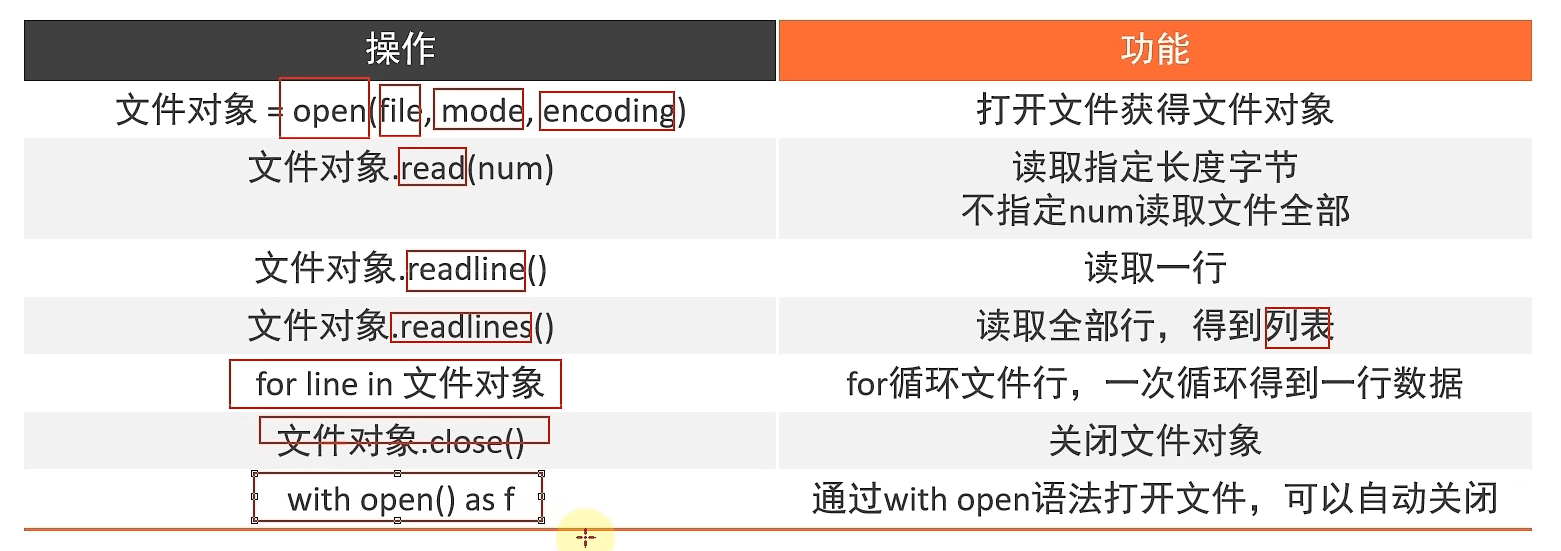 操作 功能
文件对象 = open(file, mode, encoding) 打开文件获得文件对象
文件对象.read(num) 读取指定长度字节
不指定num读取文件全部
文件对象.readline() 读取一行
文件对象.readlines() 读取全部行，得到列表
for line in 文件对象 for循环文件行，一次循环得到一行数据
文件对象.close() 关闭文件对象
with open() as f 通过with open语法打开文件，可以自动关闭